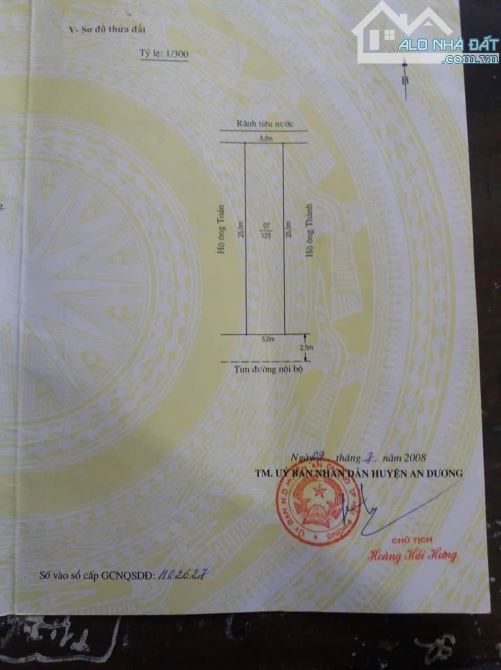 ALO NHÀ ĐẤT
.com.vn
V- Sơ đồ thửa đất
Tỷ lệ: 1/300
B
Rãnh tiêu nước
5,0m
Hộ ông Toán
25,0m
125
25,0m
Hộ ông Thành
5,0m
2,5m
Tim đường nội bộ
g.
Ngày 09 tháng 7 năm 2008
TM. UỶ BAN NHÂN DÂN HUYỆN AN DƯƠNG
CHỦ TỊCH
Hoàng Hải Hưng
Số vào sổ cấp GCNQSDĐ: